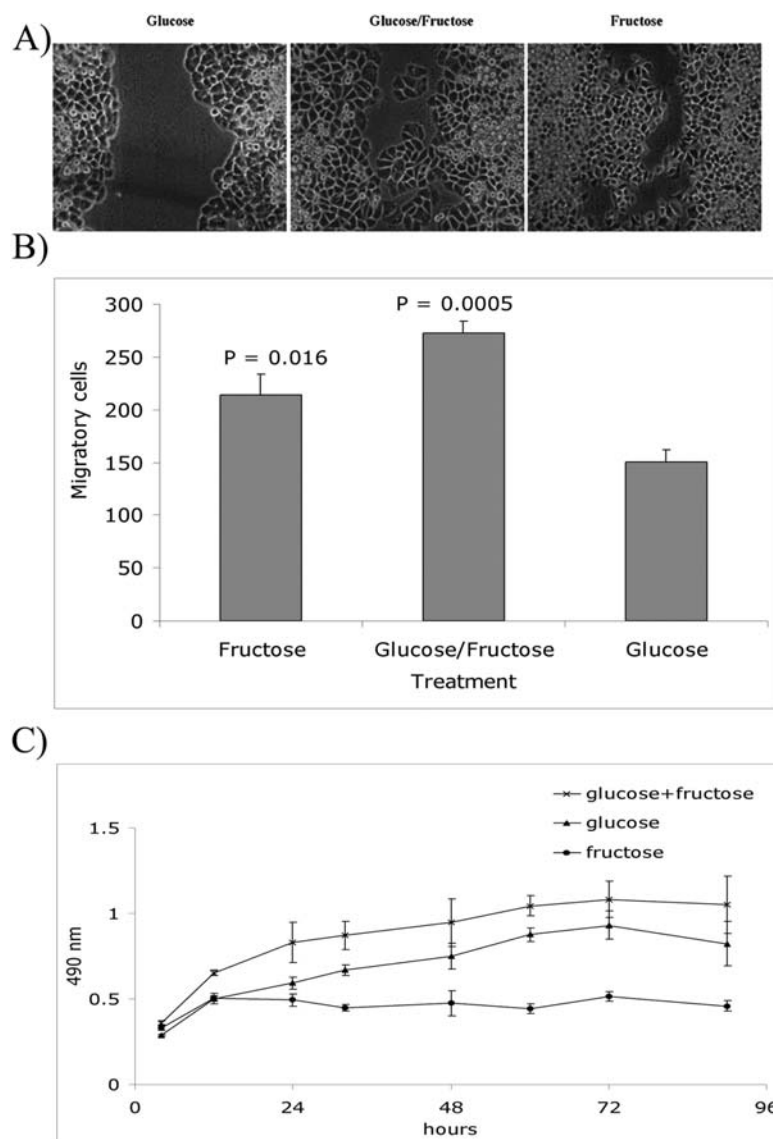 Glucose Glucose/Fructose Fructose
A)
B)
300
250
200
150
100
50
0
Migratory cells
P = 0.016
P = 0.0005
Fructose Glucose/Fructose Glucose
Treatment
C)
glucose+fructose
glucose
fructose
1.5
1
0.5
0
490 nm
0 24 48 72 96
hours